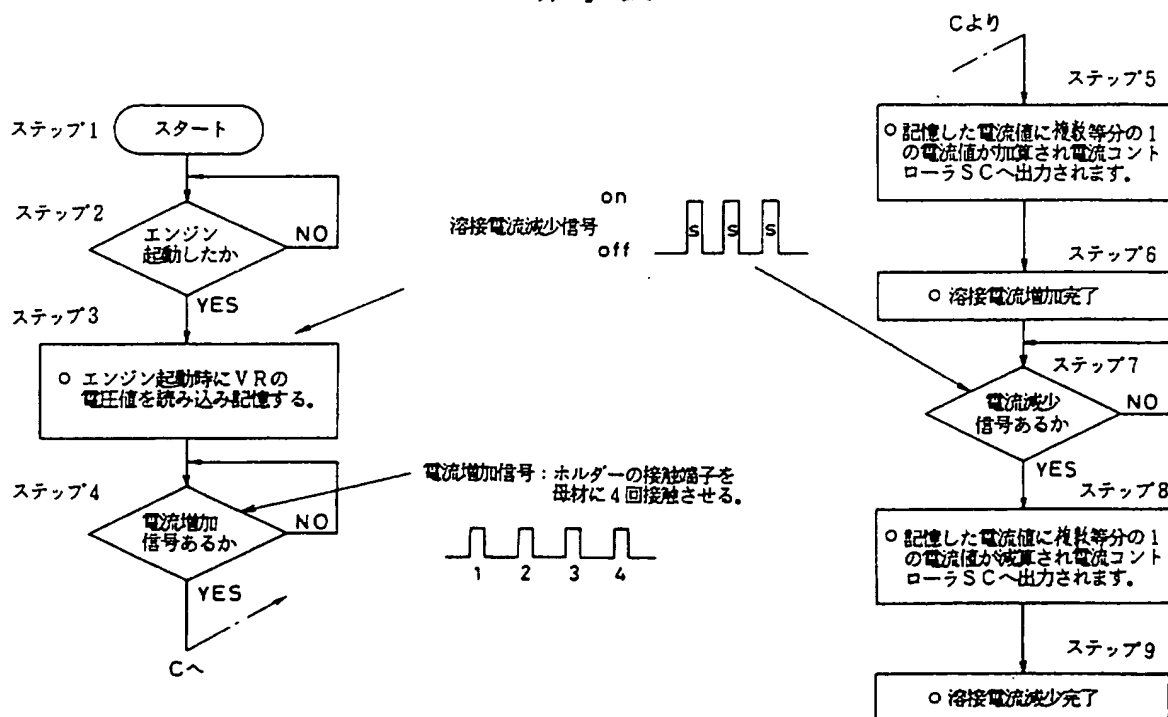 ステップ1
スタート
ステップ2
エンジン
起動したか
NO
YES
ステップ3
○ エンジン起動時にVRの
電圧値を読み込み記憶する。
ステップ4
電流増加
信号あるか
NO
YES
Cへ
溶接電流減少信号
on
off
S S S
電流増加信号：ホルダーの接触端子を
母材に4回接触させる。
1 2 3 4
Cより
ステップ5
○ 記憶した電流値に複数等分の1
の電流値が加算され電流コント
ローラSCへ出力されます。
ステップ6
○ 溶接電流増加完了
ステップ7
電流減少
信号あるか
NO
YES
ステップ8
○ 記憶した電流値に複数等分の1
の電流値が減算され電流コント
ローラSCへ出力されます。
ステップ9
○ 溶接電流減少完了